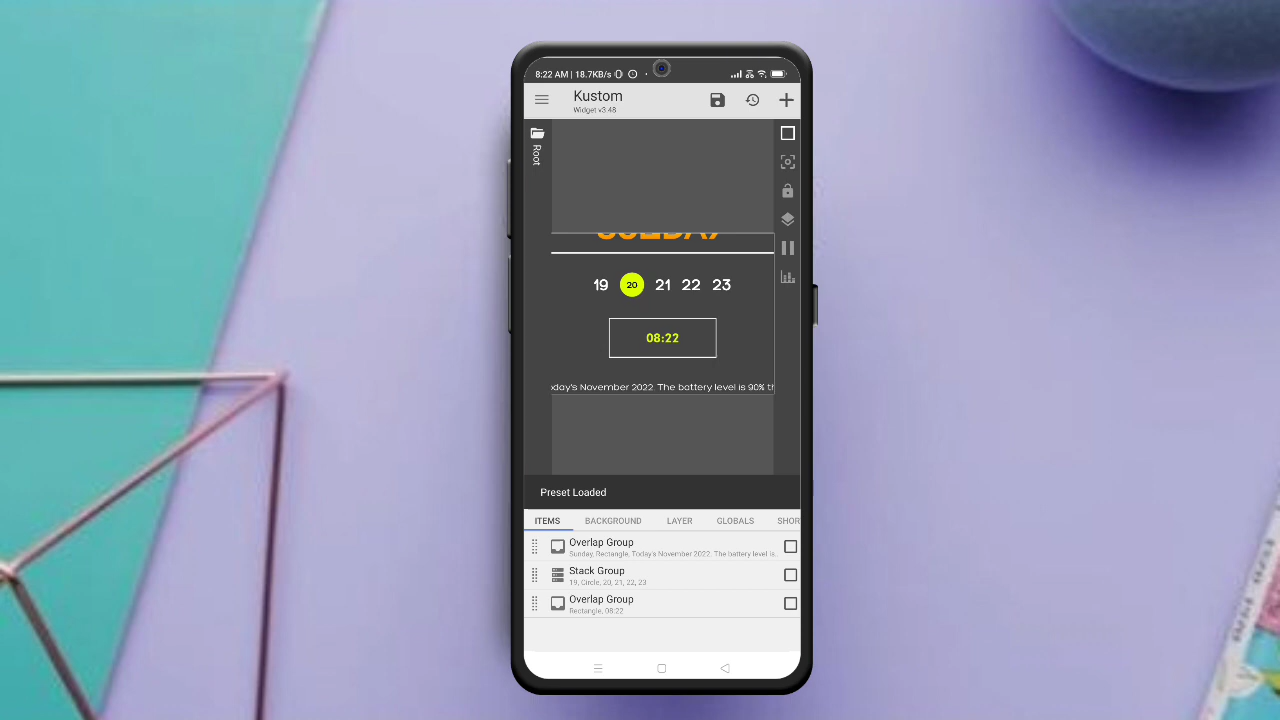 8:22 AM | 18.7KB/s
Kustom
Widget v3.48
Root
SUNDAY
19 20 21 22 23
08:22
day's November 2022. The battery level is 90% th
Preset Loaded
ITEMS BACKGROUND LAYER GLOBALS SHOR
Overlap Group
Sunday, Rectangle, Today's November 2022. The battery level is..
Stack Group
19, Circle, 20, 21, 22, 23
Overlap Group
Rectangle, 08:22